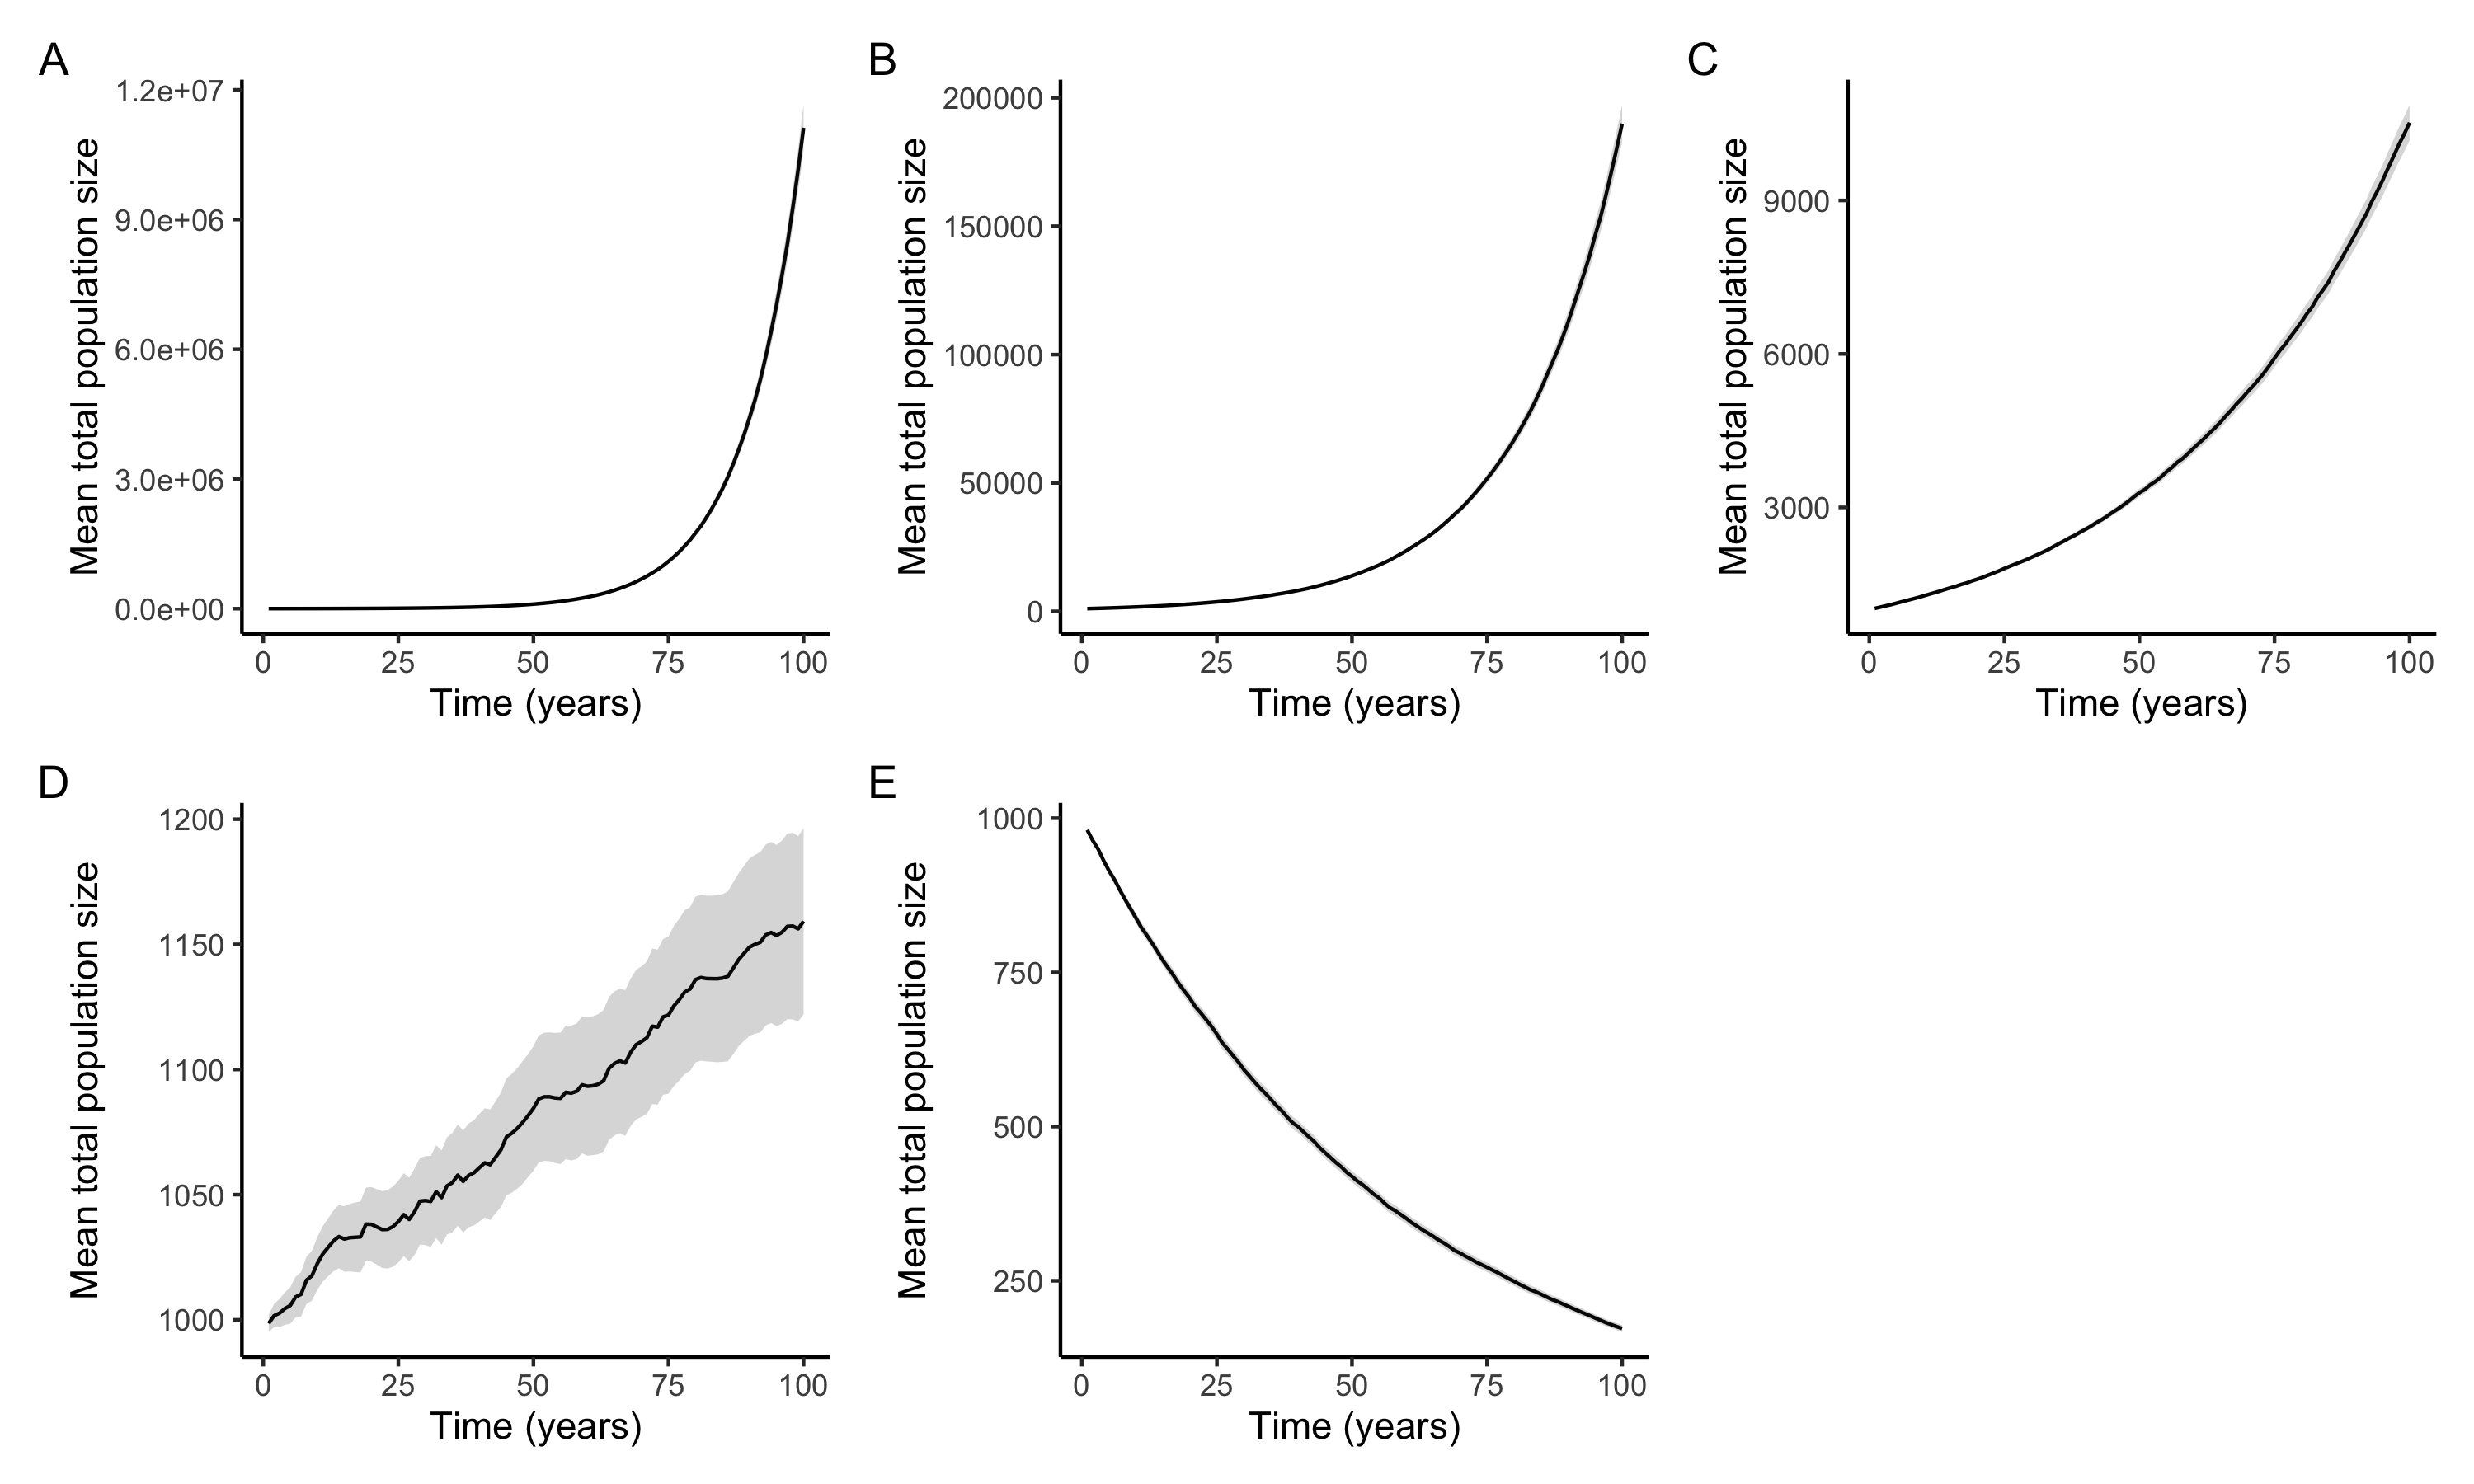 A
1.2e+07
9.0e+06
6.0e+06
3.0e+06
0.0e+00
Mean total population size
0 25 50 75 100
Time (years)
B
200000
150000
100000
50000
0
Mean total population size
0 25 50 75 100
Time (years)
C
9000
6000
3000
Mean total population size
0 25 50 75 100
Time (years)
D
1200
1150
1100
1050
1000
Mean total population size
0 25 50 75 100
Time (years)
E
1000
750
500
250
Mean total population size
0 25 50 75 100
Time (years)